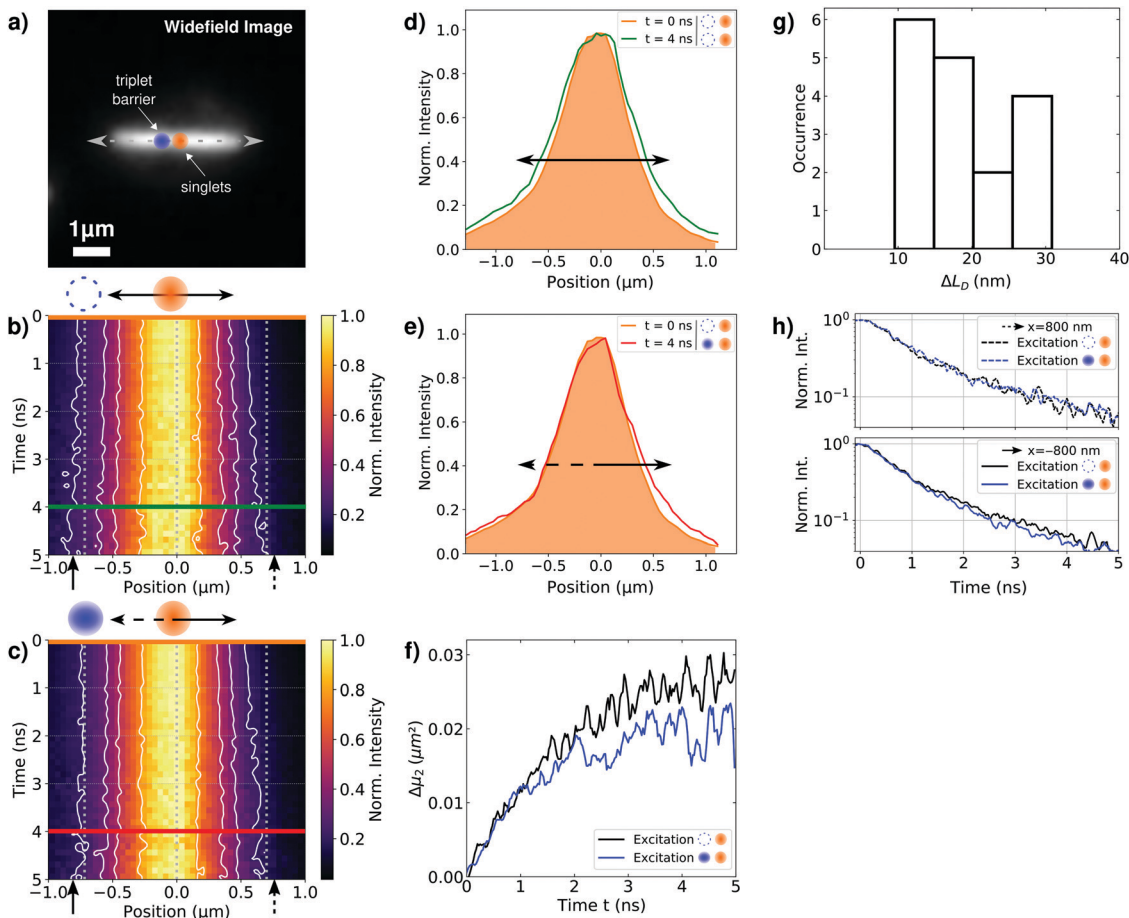 a)
Widefield Image
triplet
barrier
singlets
1μm
b)
0
1
2
3
4
5
Time (ns)
−1.0 −0.5 0.0 0.5 1.0
Position (μm)
1.0
0.8
0.6
0.4
0.2
Norm. Intensity
c)
0
1
2
3
4
5
Time (ns)
−1.0 −0.5 0.0 0.5 1.0
Position (μm)
1.0
0.8
0.6
0.4
0.2
Norm. Intensity
d)
t = 0 ns
t = 4 ns
1.0
0.8
0.6
0.4
0.2
0.0
Norm. Intensity
−1.0 −0.5 0.0 0.5 1.0
Position (μm)
e)
t = 0 ns
t = 4 ns
1.0
0.8
0.6
0.4
0.2
0.0
Norm. Intensity
−1.0 −0.5 0.0 0.5 1.0
Position (μm)
f)
0.03
0.02
0.01
0.00
Δμ₂ (μm²)
Excitation
Excitation
0 1 2 3 4 5
Time t (ns)
g)
6
5
4
3
2
1
0
Occurrence
10 20 30 40
ΔL_D (nm)
h)
10⁰
10⁻¹
Norm. Int.
x=800 nm
Excitation
Excitation
10⁰
10⁻¹
Norm. Int.
x=−800 nm
Excitation
Excitation
0 1 2 3 4 5
Time (ns)